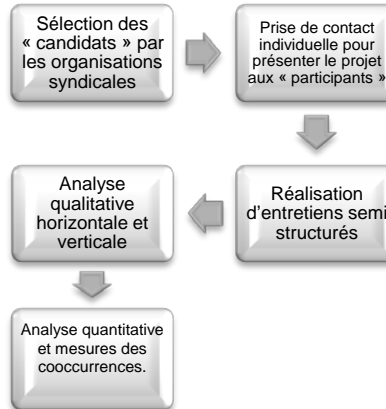 Sélection des
« candidats » par
les organisations
syndicales
Prise de contact
individuelle pour
présenter le projet
aux « participants »
Réalisation
d'entretiens semi
structurés
Analyse
qualitative
horizontale et
verticale
Analyse quantitative
et mesures des
cooccurrences.